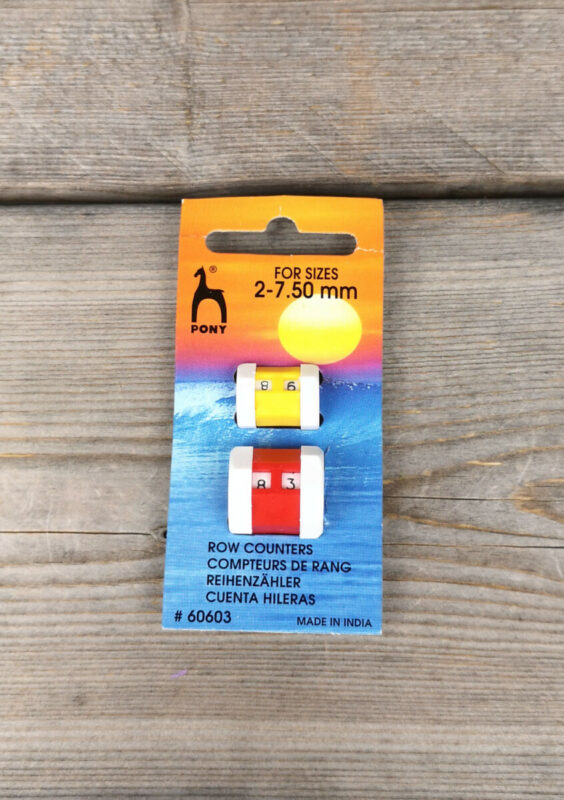 FOR SIZES
2-7.50 mm
®
PONY
8 6
8 3
ROW COUNTERS
COMPTEURS DE RANG
REIHENZÄHLER
CUENTA HILERAS
# 60603
MADE IN INDIA